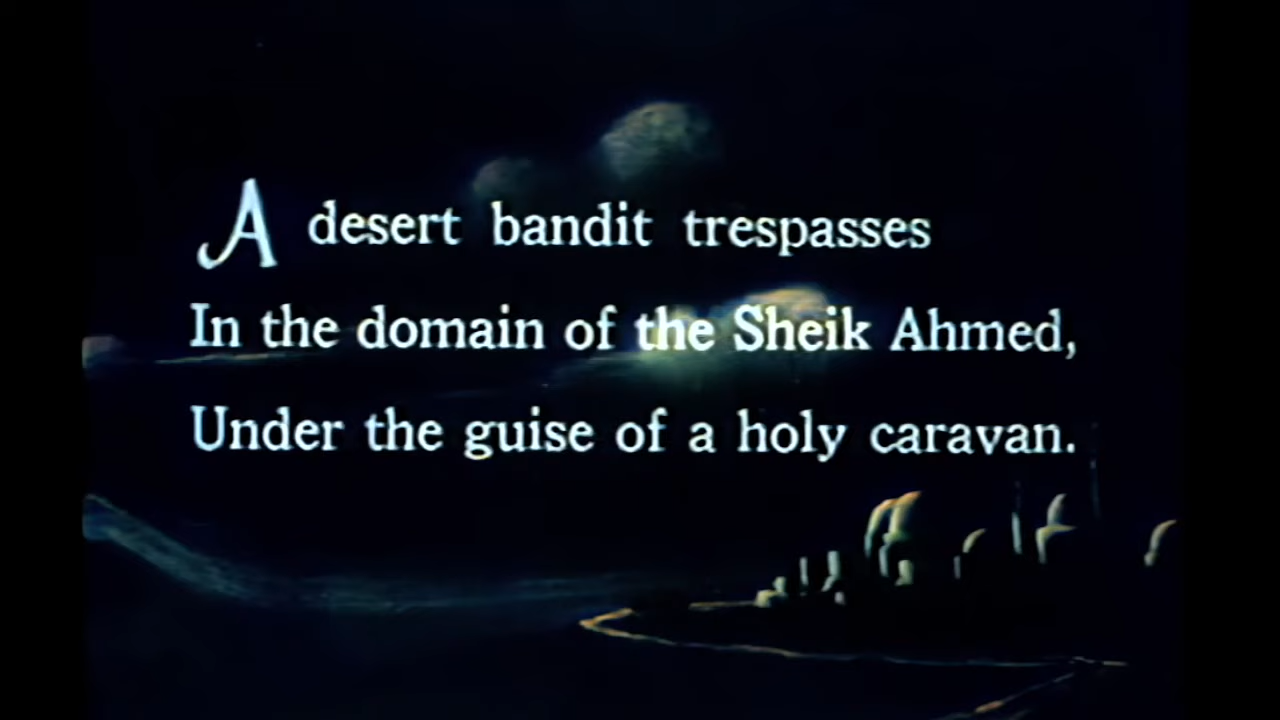 A desert bandit trespasses
In the domain of the Sheik Ahmed,
Under the guise of a holy caravan.